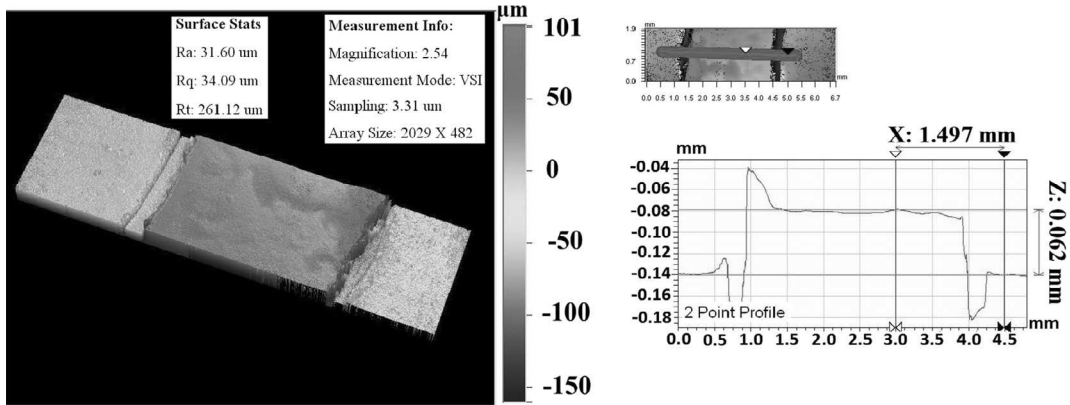 Surface Stats
Ra: 31.60 um
Rq: 34.09 um
Rt: 261.12 um
Measurement Info:
Magnification: 2.54
Measurement Mode: VSI
Sampling: 3.31 um
Array Size: 2029 X 482
µm
101
50
0
-50
-100
-150
mm
1.9
1.3
0.7
0.0
mm
0.0 0.5 1.0 1.5 2.0 2.5 3.0 3.5 4.0 4.5 5.0 5.5 6.0 6.7
X: 1.497 mm
mm
-0.04
-0.06
-0.08
-0.10
-0.12
-0.14
-0.16
-0.18
Z: 0.062 mm
2 Point Profile
mm
0.0 0.5 1.0 1.5 2.0 2.5 3.0 3.5 4.0 4.5